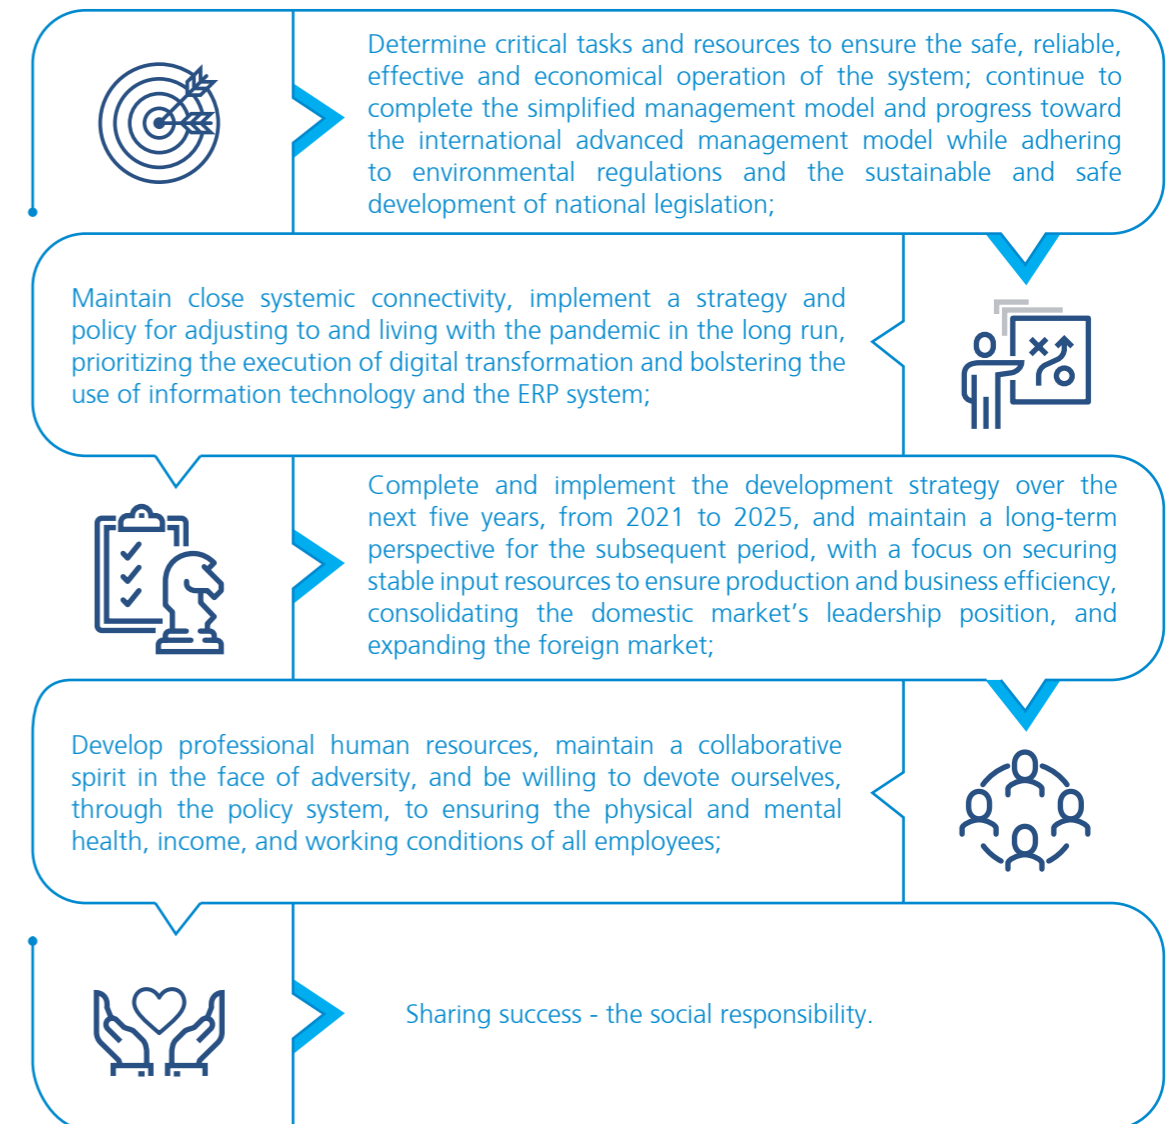 Determine critical tasks and resources to ensure the safe, reliable,
effective and economical operation of the system; continue to
complete the simplified management model and progress toward
the international advanced management model while adhering
to environmental regulations and the sustainable and safe
development of national legislation;
Maintain close systemic connectivity, implement a strategy and
policy for adjusting to and living with the pandemic in the long run,
prioritizing the execution of digital transformation and bolstering the
use of information technology and the ERP system;
Complete and implement the development strategy over the
next five years, from 2021 to 2025, and maintain a long-term
perspective for the subsequent period, with a focus on securing
stable input resources to ensure production and business efficiency,
consolidating the domestic market’s leadership position, and
expanding the foreign market;
Develop professional human resources, maintain a collaborative
spirit in the face of adversity, and be willing to devote ourselves,
through the policy system, to ensuring the physical and mental
health, income, and working conditions of all employees;
Sharing success - the social responsibility.